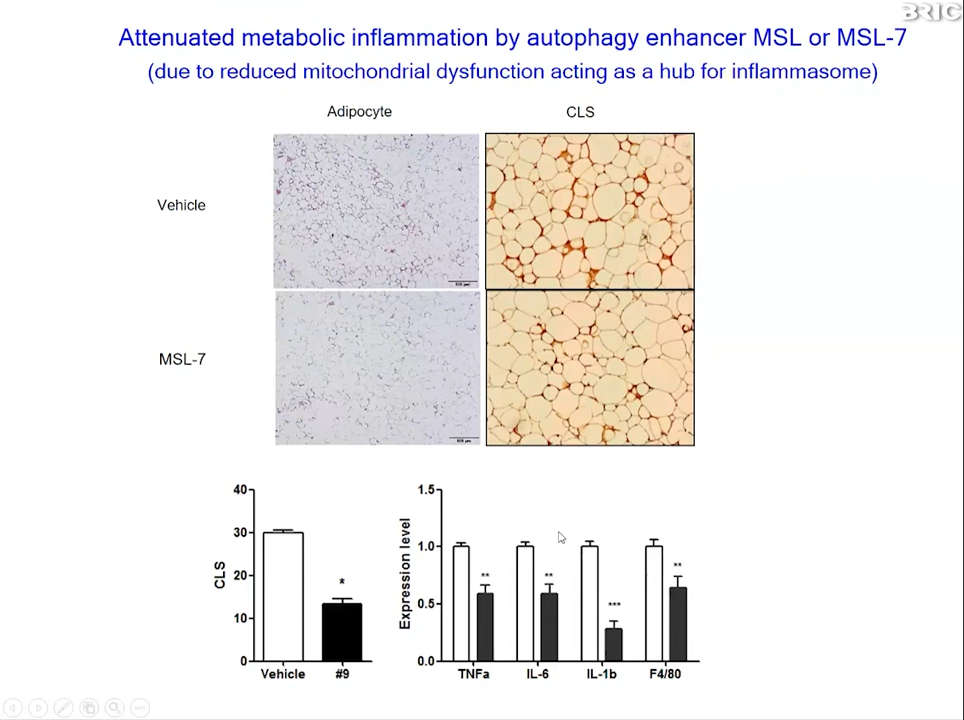 BRIC
Attenuated metabolic inflammation by autophagy enhancer MSL or MSL-7
(due to reduced mitochondrial dysfunction acting as a hub for inflammasome)
Adipocyte CLS
Vehicle
MSL-7
40
30
20
10
0
CLS
*
Vehicle #9
1.5
1.0
0.5
0.0
Expression level
** ** *** **
TNFa IL-6 IL-1b F4/80